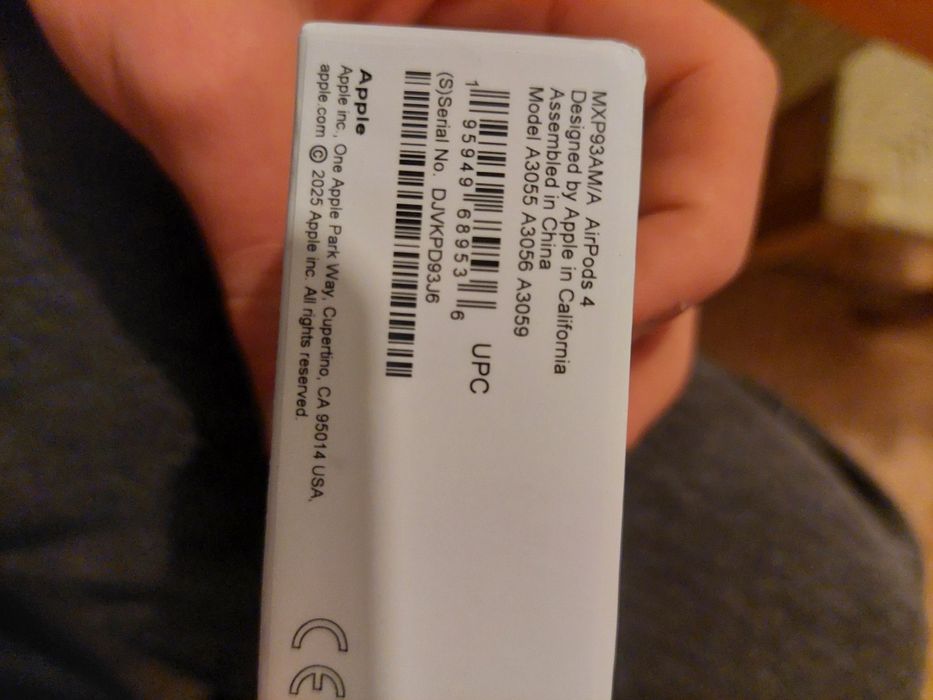 MXP93AM/A AirPods 4
Designed by Apple in California
Assembled in China
Model A3055 A3056 A3059
1 95949 68953 6 UPC
(S)Serial No. DJVKPD93J6
Apple
Apple inc., One Apple Park Way, Cupertino, CA 95014 USA,
apple.com © 2025 Apple inc. All rights reserved.
CE